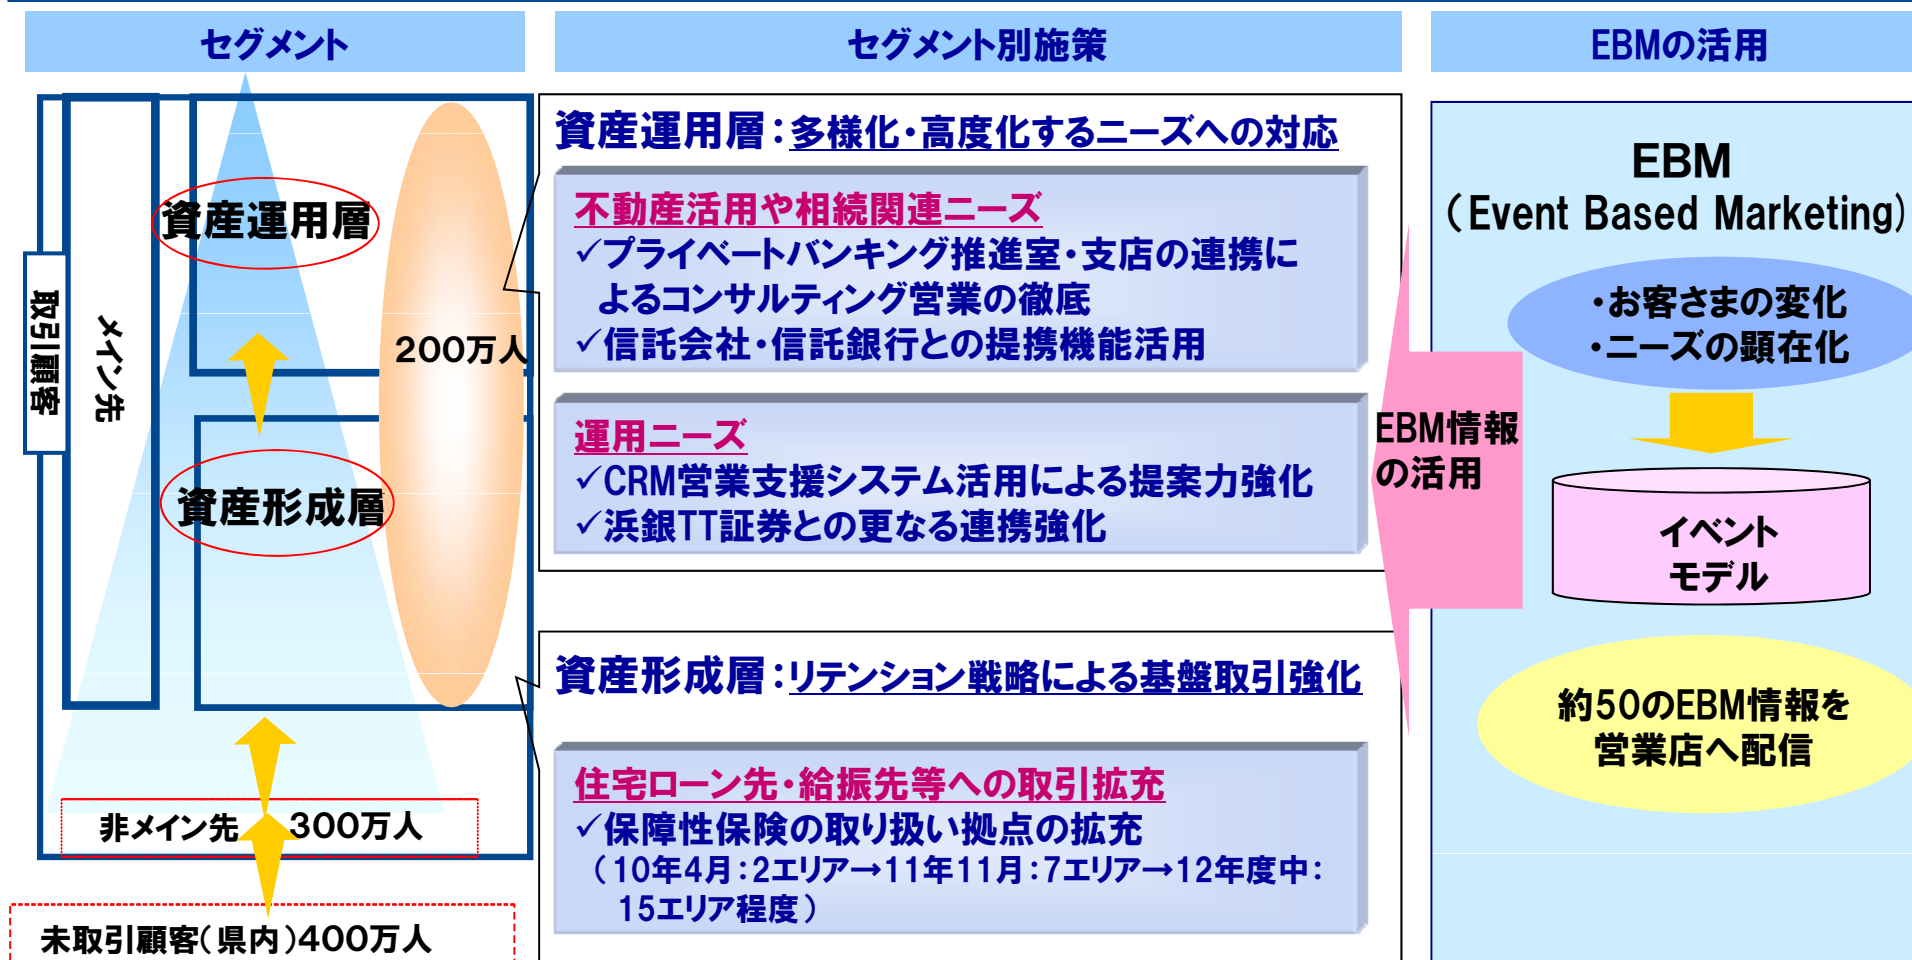 セグメント
セグメント別施策
EBMの活用
取引顧客
メイン先
資産運用層
200万人
資産形成層
非メイン先 300万人
未取引顧客(県内)400万人
資産運用層:多様化・高度化するニーズへの対応
不動産活用や相続関連ニーズ
✓プライベートバンキング推進室・支店の連携に
よるコンサルティング営業の徹底
✓信託会社・信託銀行との提携機能活用
運用ニーズ
✓CRM営業支援システム活用による提案力強化
✓浜銀TT証券との更なる連携強化
資産形成層:リテンション戦略による基盤取引強化
住宅ローン先・給振先等への取引拡充
✓保障性保険の取り扱い拠点の拡充
(10年4月:2エリア→11年11月:7エリア→12年度中:
15エリア程度)
EBM情報
の活用
EBM
(Event Based Marketing)
・お客さまの変化
・ニーズの顕在化
イベント
モデル
約50のEBM情報を
営業店へ配信